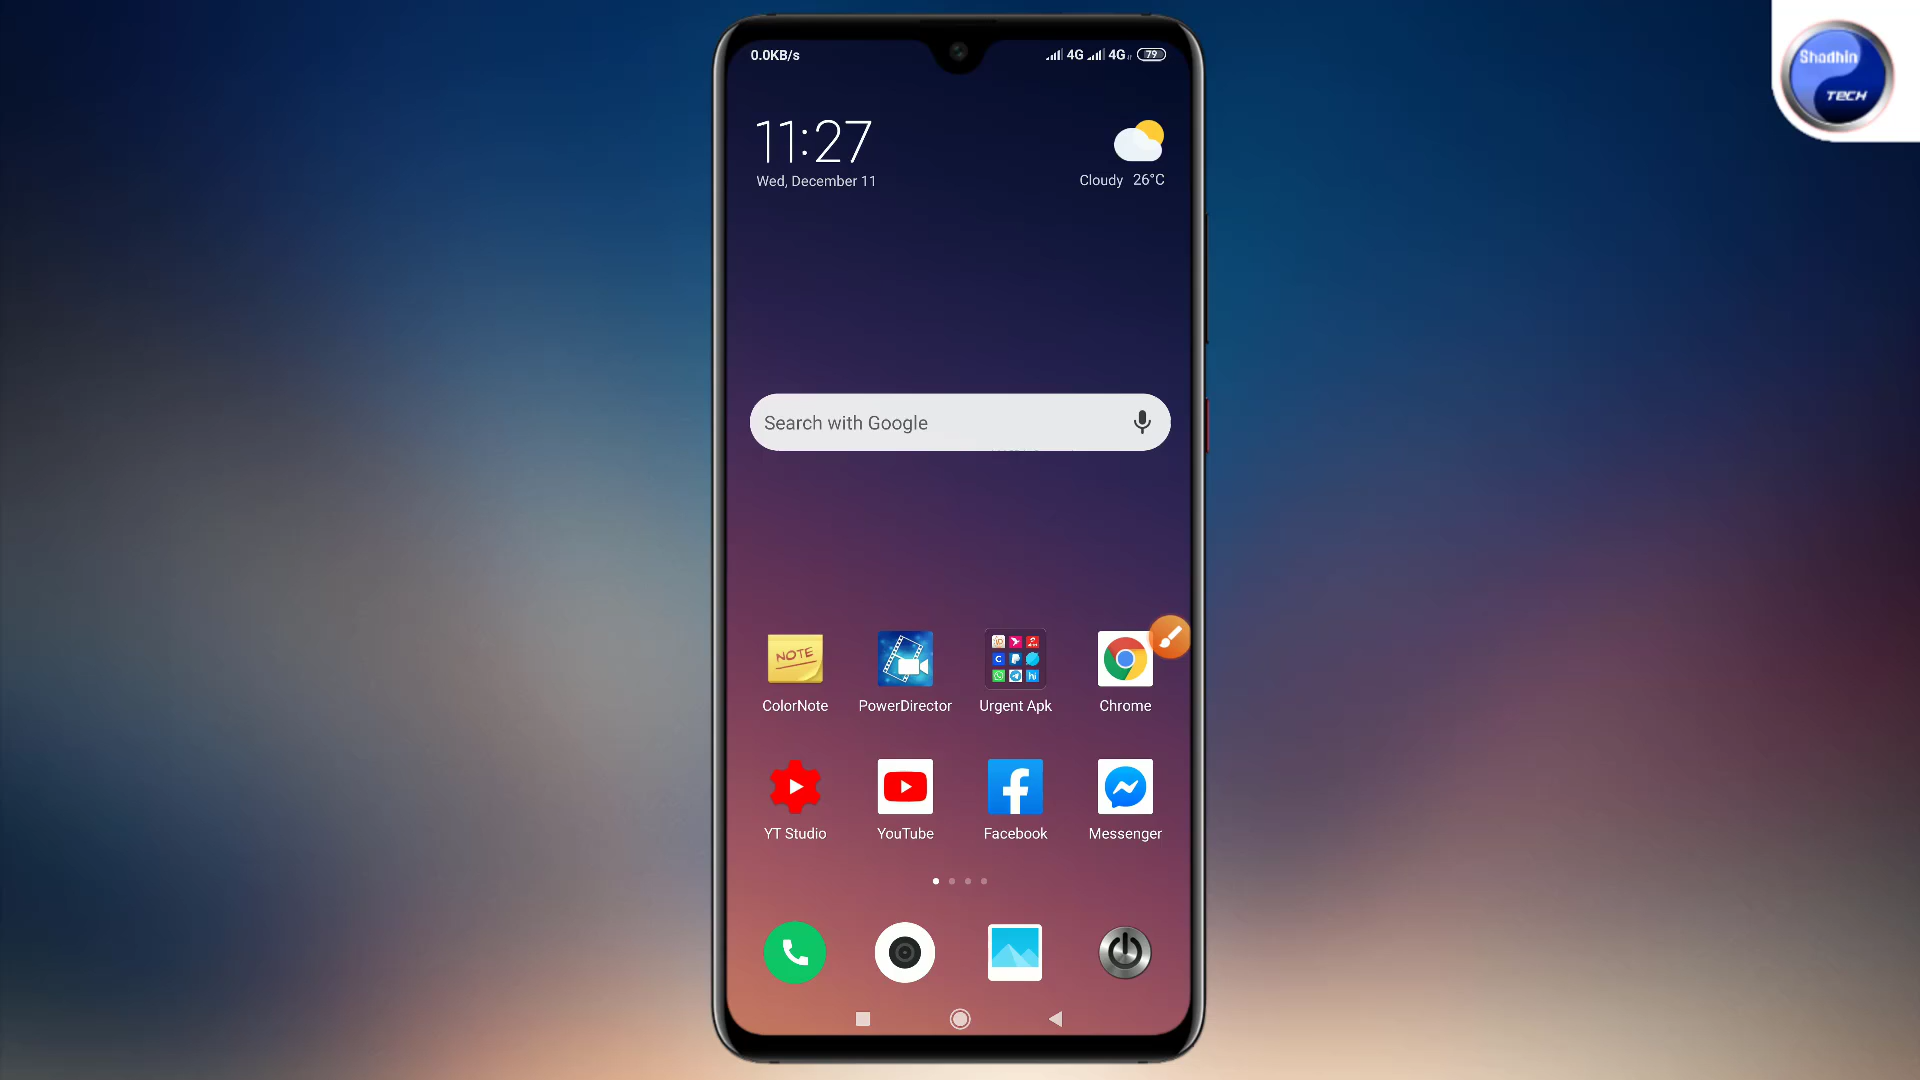 Shadhin
TECH
0.0KB/s
4G 4G 79
11:27
Wed, December 11
Cloudy 26°C
Search with Google
NOTE
ColorNote
PowerDirector
Urgent Apk
Chrome
YT Studio
YouTube
Facebook
Messenger